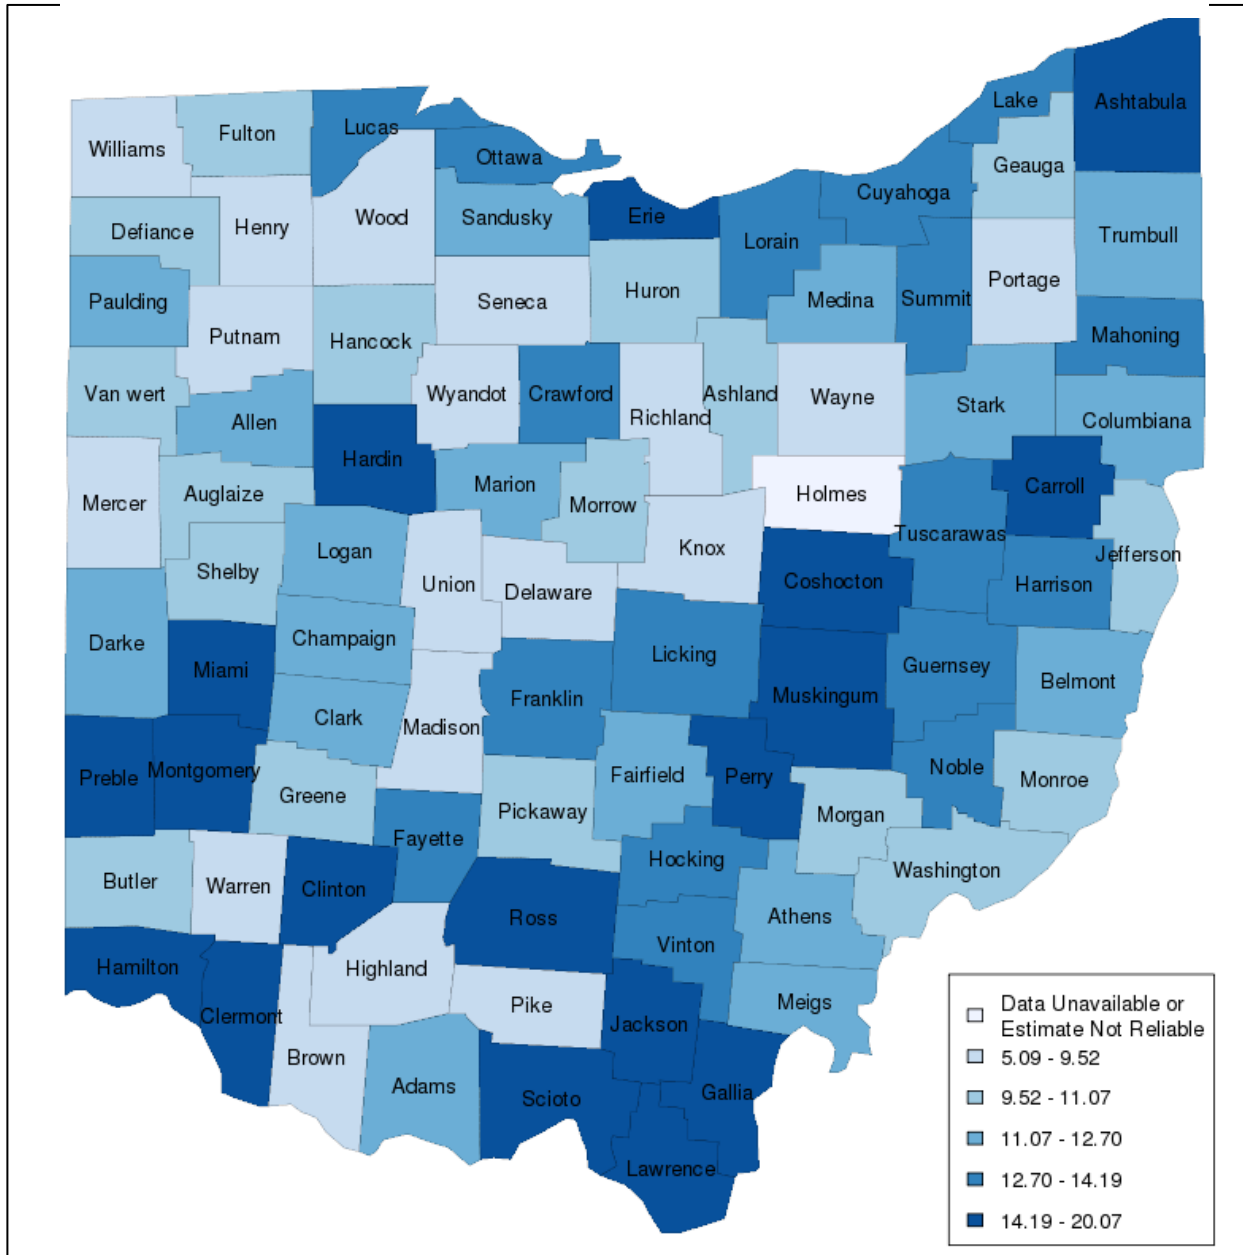 Lake
Ashtabula
Lucas
Fulton
Williams
Ottawa
Geauga
Cuyahoga
Erie
Sandusky
Wood
Henry
Defiance
Lorain
Trumbull
Portage
Huron
Seneca
Paulding
Medina
Summit
Mahoning
Putnam
Hancock
Van wert
Wyandot
Crawford
Ashland
Wayne
Richland
Stark
Columbiana
Allen
Hardin
Marion
Carroll
Auglaize
Mercer
Morrow
Holmes
Tuscarawas
Knox
Logan
Jefferson
Shelby
Union
Delaware
Coshocton
Harrison
Darke
Champaign
Miami
Licking
Guernsey
Belmont
Muskingum
Franklin
Clark
Madison
Preble
Montgomery
Fairfield
Perry
Noble
Monroe
Greene
Pickaway
Morgan
Fayette
Hocking
Washington
Butler
Warren
Clinton
Ross
Athens
Vinton
Hamilton
Highland
Pike
Meigs
Clermont
Jackson
Brown
Adams
Scioto
Gallia
Lawrence
Data Unavailable or
Estimate Not Reliable
5.09 - 9.52
9.52 - 11.07
11.07 - 12.70
12.70 - 14.19
14.19 - 20.07